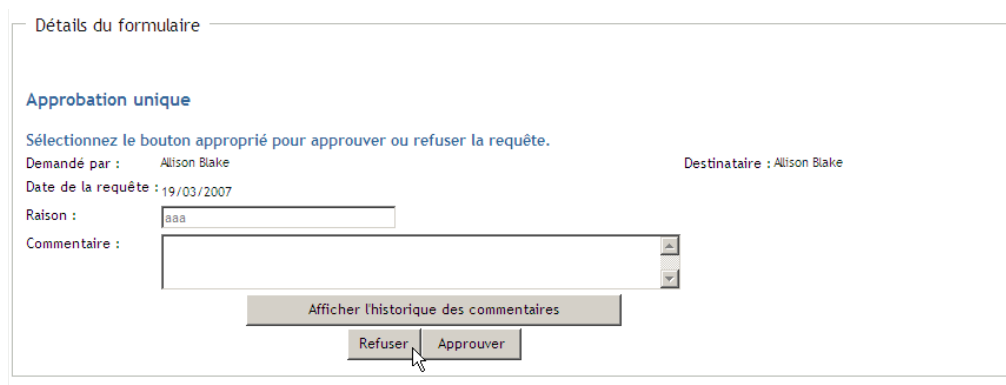 Détails du formulaire
Approbation unique
Sélectionnez le bouton approprié pour approuver ou refuser la requête.
Demandé par : Allison Blake Destinataire : Allison Blake
Date de la requête : 19/03/2007
Raison : aaa
Commentaire :
Afficher l'historique des commentaires
Refuser Approuver